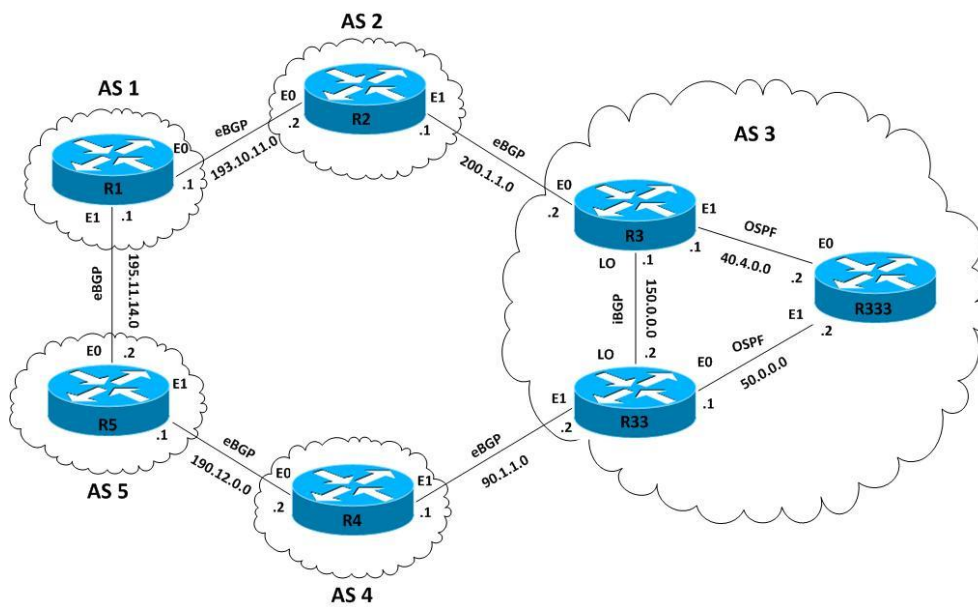 AS 2
AS 1
E0
E1
eBGP
.2
R2
.1
193.10.11.0
E0
.1
R1
E1
.1
eBGP
200.1.1.0
AS 3
E0
.2
R3
E1
LO
.1
.1
OSPF
40.4.0.0
E0
.2
R333
E1
.2
eBGP
195.11.14.0
iBGP
150.0.0.0
OSPF
50.0.0.0
E0
.2
E1
R5
.1
LO
.2
E0
E1
R33
.2
.1
AS 5
eBGP
190.12.0.0
E0
.2
R4
E1
.1
eBGP
90.1.1.0
AS 4